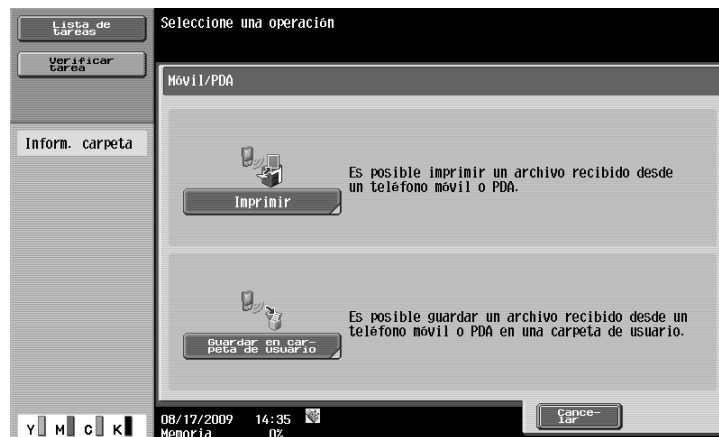 Lista de
tareas
Seleccione una operación
Verificar
tarea
Móvil/PDA
Inform. carpeta
Es posible imprimir un archivo recibido desde
un teléfono móvil o PDA.
Imprimir
Es posible guardar un archivo recibido desde un
teléfono móvil o PDA en una carpeta de usuario.
Guardar en car-
peta de usuario
Cance-
lar
08/17/2009 14:35
Memoria 0%
Y M C K